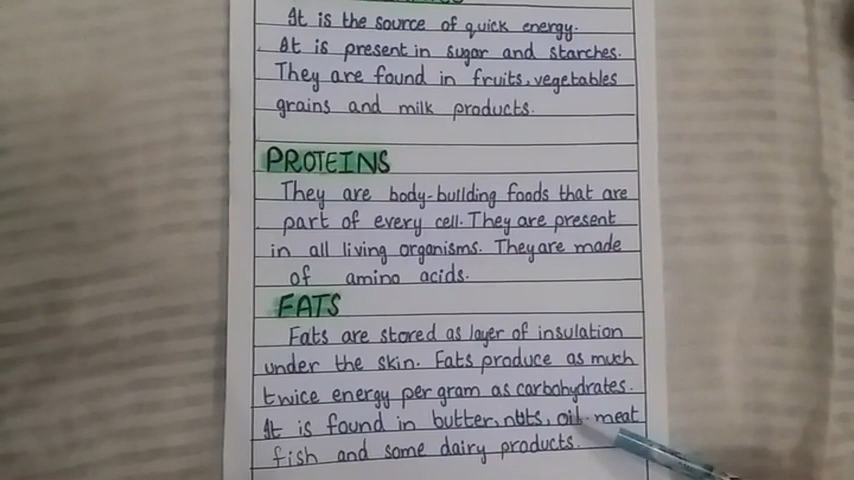 It is the source of quick energy.
It is present in sugar and starches.
They are found in fruits, vegetables
grains and milk products.
PROTEINS
They are body-building foods that are
part of every cell. They are present
in all living organisms. They are made
of amino acids.
FATS
Fats are stored as layer of insulation
under the skin. Fats produce as much
twice energy per gram as carbohydrates.
It is found in butter, nuts, oil. meat
fish and some dairy products.